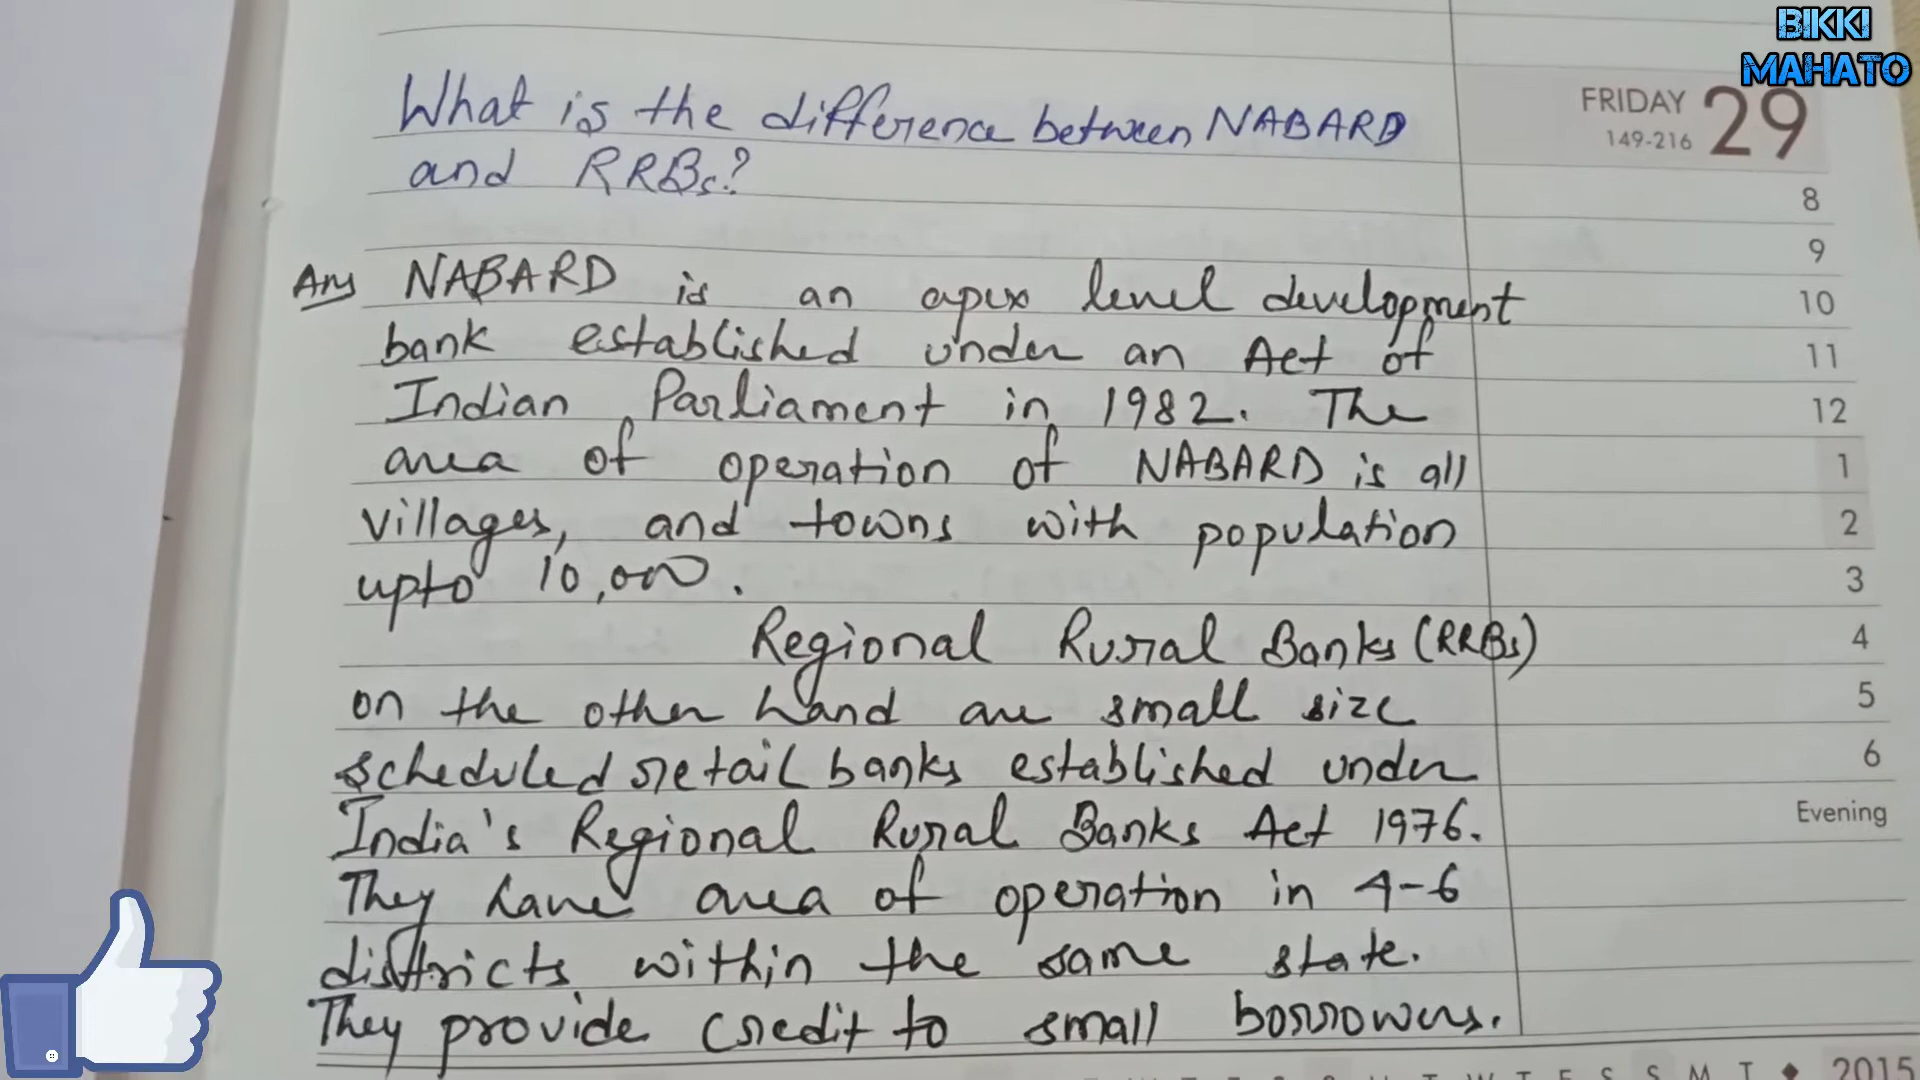 BIKKI
MAHATO
FRIDAY 29
149-216
What is the difference between NABARD
and RRBs?
8
9
Ans NABARD is an apex level development
10
bank established under an Act of
11
Indian Parliament in 1982. The
12
area of operation of NABARD is all
1
villages, and towns with population
2
upto 10,000.
3
Regional Rural Banks (RRBs)
4
on the other hand are small size
5
scheduled retail banks established under
6
India's Regional Rural Banks Act 1976.
Evening
They have area of operation in 4-6
districts within the same state.
They provide credit to small borrowers.
T W T F S S M T ◆ 2015